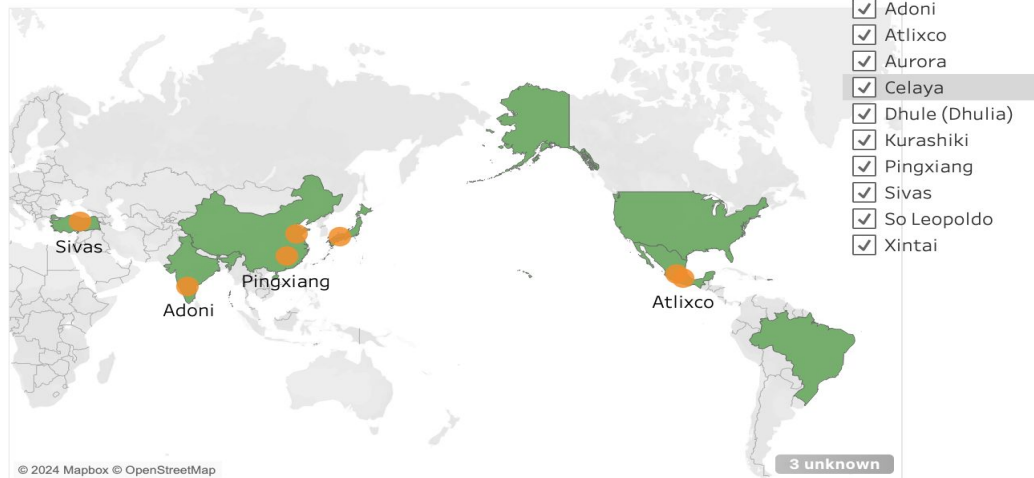 Adoni
Atlixco
Aurora
Celaya
Dhule (Dhulia)
Kurashiki
Pingxiang
Sivas
So Leopoldo
Xintai
Sivas
Pingxiang
Adoni
Atlixco
© 2024 Mapbox © OpenStreetMap
3 unknown